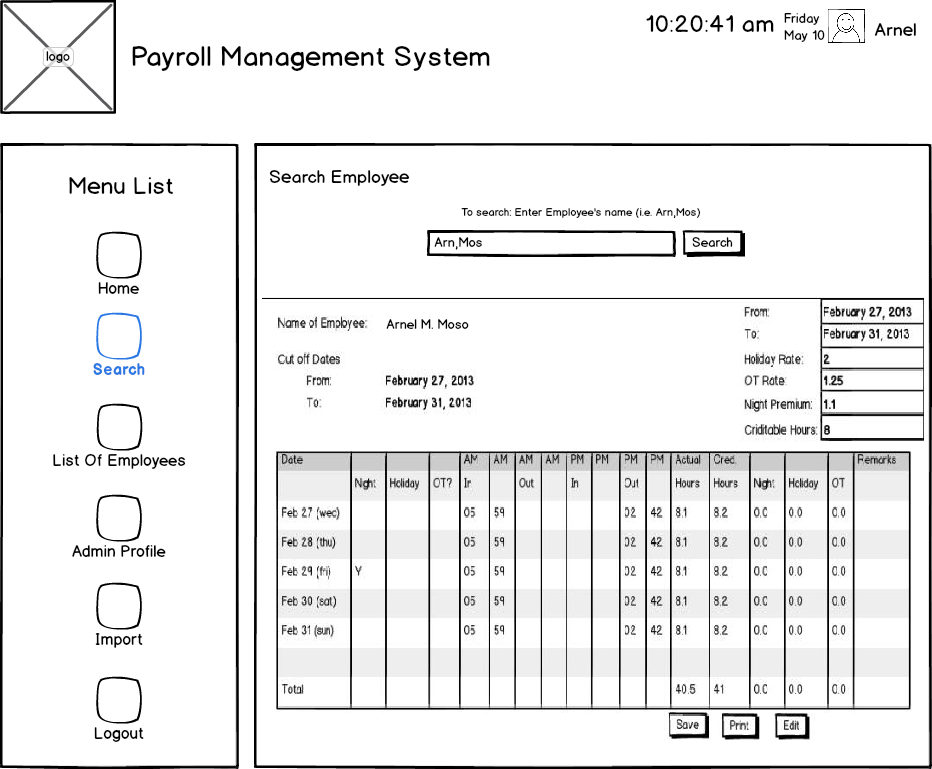 logo
Payroll Management System
10:20:41 am
Friday
May 10
Arnel
Menu List
Home
Search
List Of Employees
Admin Profile
Import
Logout
Search Employee
To search: Enter Employee's name (i.e. Arn,Mos)
Arn,Mos
Search
Name of Employee: Arnel M. Moso
Cut off Dates
From: February 27, 2013
To: February 31, 2013
From: February 27, 2013
To: February 31, 2013
Holiday Rate: 2
OT Rate: 1.25
Night Premium: 1.1
Criditable Hours: 8
Date AM AM AM AM PM PM PM PM Actual Cred. Remarks
Night Holiday OT? In Out In Out Hours Hours Night Holiday OT
Feb 27 (wed) 05 59 02 42 8.1 8.2 0.0 0.0 0.0
Feb 28 (thu) 05 59 02 42 8.1 8.2 0.0 0.0 0.0
Feb 29 (fri) Y 05 59 02 42 8.1 8.2 0.0 0.0 0.0
Feb 30 (sat) 05 59 02 42 8.1 8.2 0.0 0.0 0.0
Feb 31 (sun) 05 59 02 42 8.1 8.2 0.0 0.0 0.0
Total 40.5 41 0.0 0.0 0.0
Save Print Edit